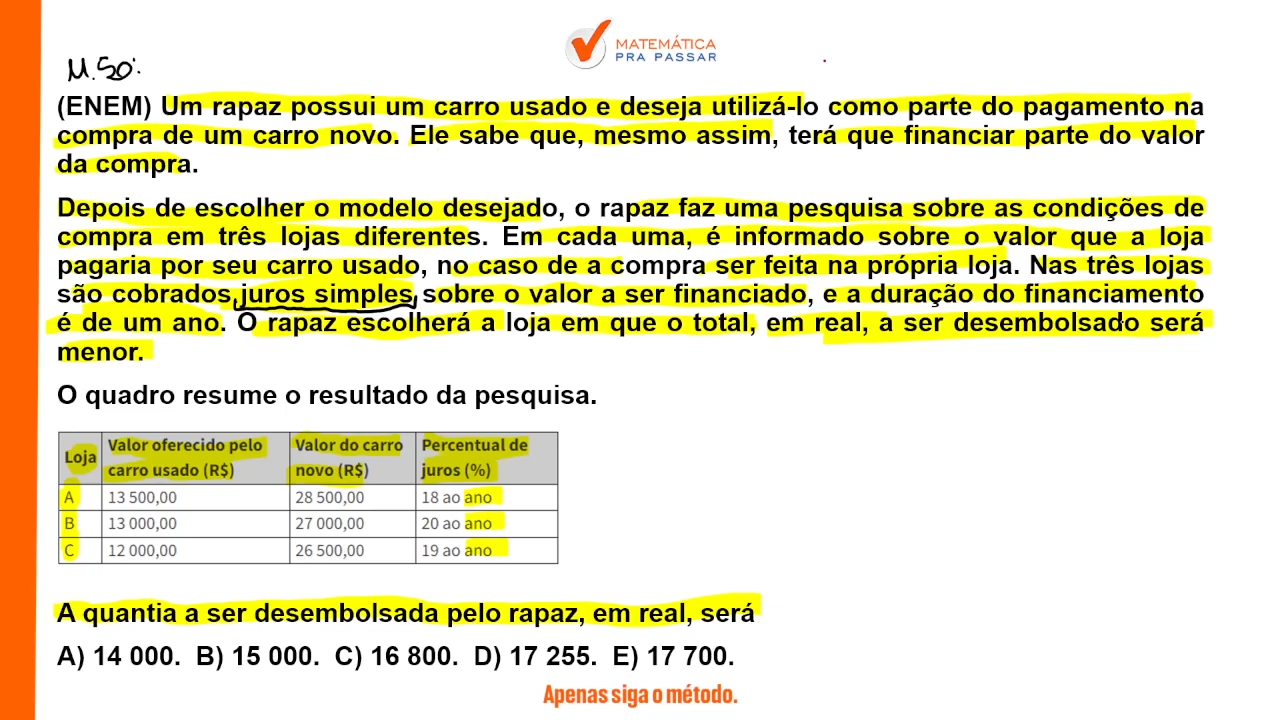 MATEMÁTICA
PRA PASSAR
M.SO:
(ENEM) Um rapaz possui um carro usado e deseja utilizá-lo como parte do pagamento na
compra de um carro novo. Ele sabe que, mesmo assim, terá que financiar parte do valor
da compra.
Depois de escolher o modelo desejado, o rapaz faz uma pesquisa sobre as condições de
compra em três lojas diferentes. Em cada uma, é informado sobre o valor que a loja
pagaria por seu carro usado, no caso de a compra ser feita na própria loja. Nas três lojas
são cobrados juros simples sobre o valor a ser financiado, e a duração do financiamento
é de um ano. O rapaz escolherá a loja em que o total, em real, a ser desembolsado será
menor.
O quadro resume o resultado da pesquisa.
Loja Valor oferecido pelo carro usado (R$) Valor do carro novo (R$) Percentual de juros (%)
A 13 500,00 28 500,00 18 ao ano
B 13 000,00 27 000,00 20 ao ano
C 12 000,00 26 500,00 19 ao ano
A quantia a ser desembolsada pelo rapaz, em real, será
A) 14 000. B) 15 000. C) 16 800. D) 17 255. E) 17 700.
Apenas siga o método.